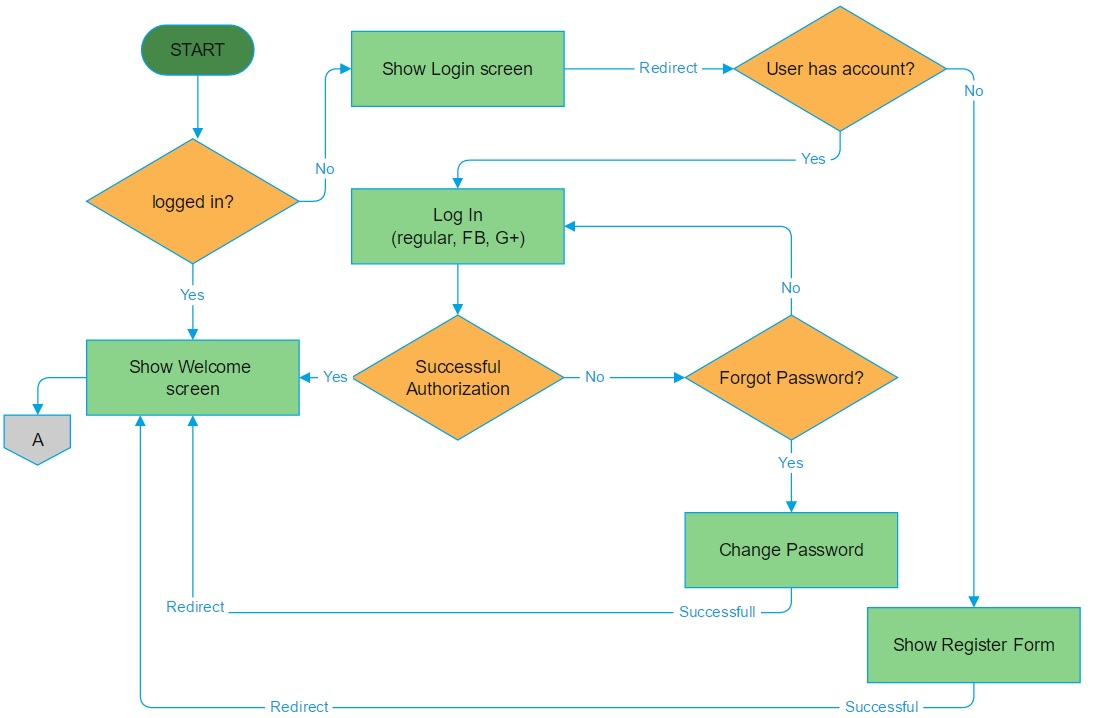 START
Show Login screen
Redirect
User has account?
No
No
Yes
logged in?
Log In
(regular, FB, G+)
Yes
No
Show Welcome
screen
Yes
Successful
Authorization
No
Forgot Password?
A
Yes
Change Password
Redirect
Successfull
Show Register Form
Redirect
Successful